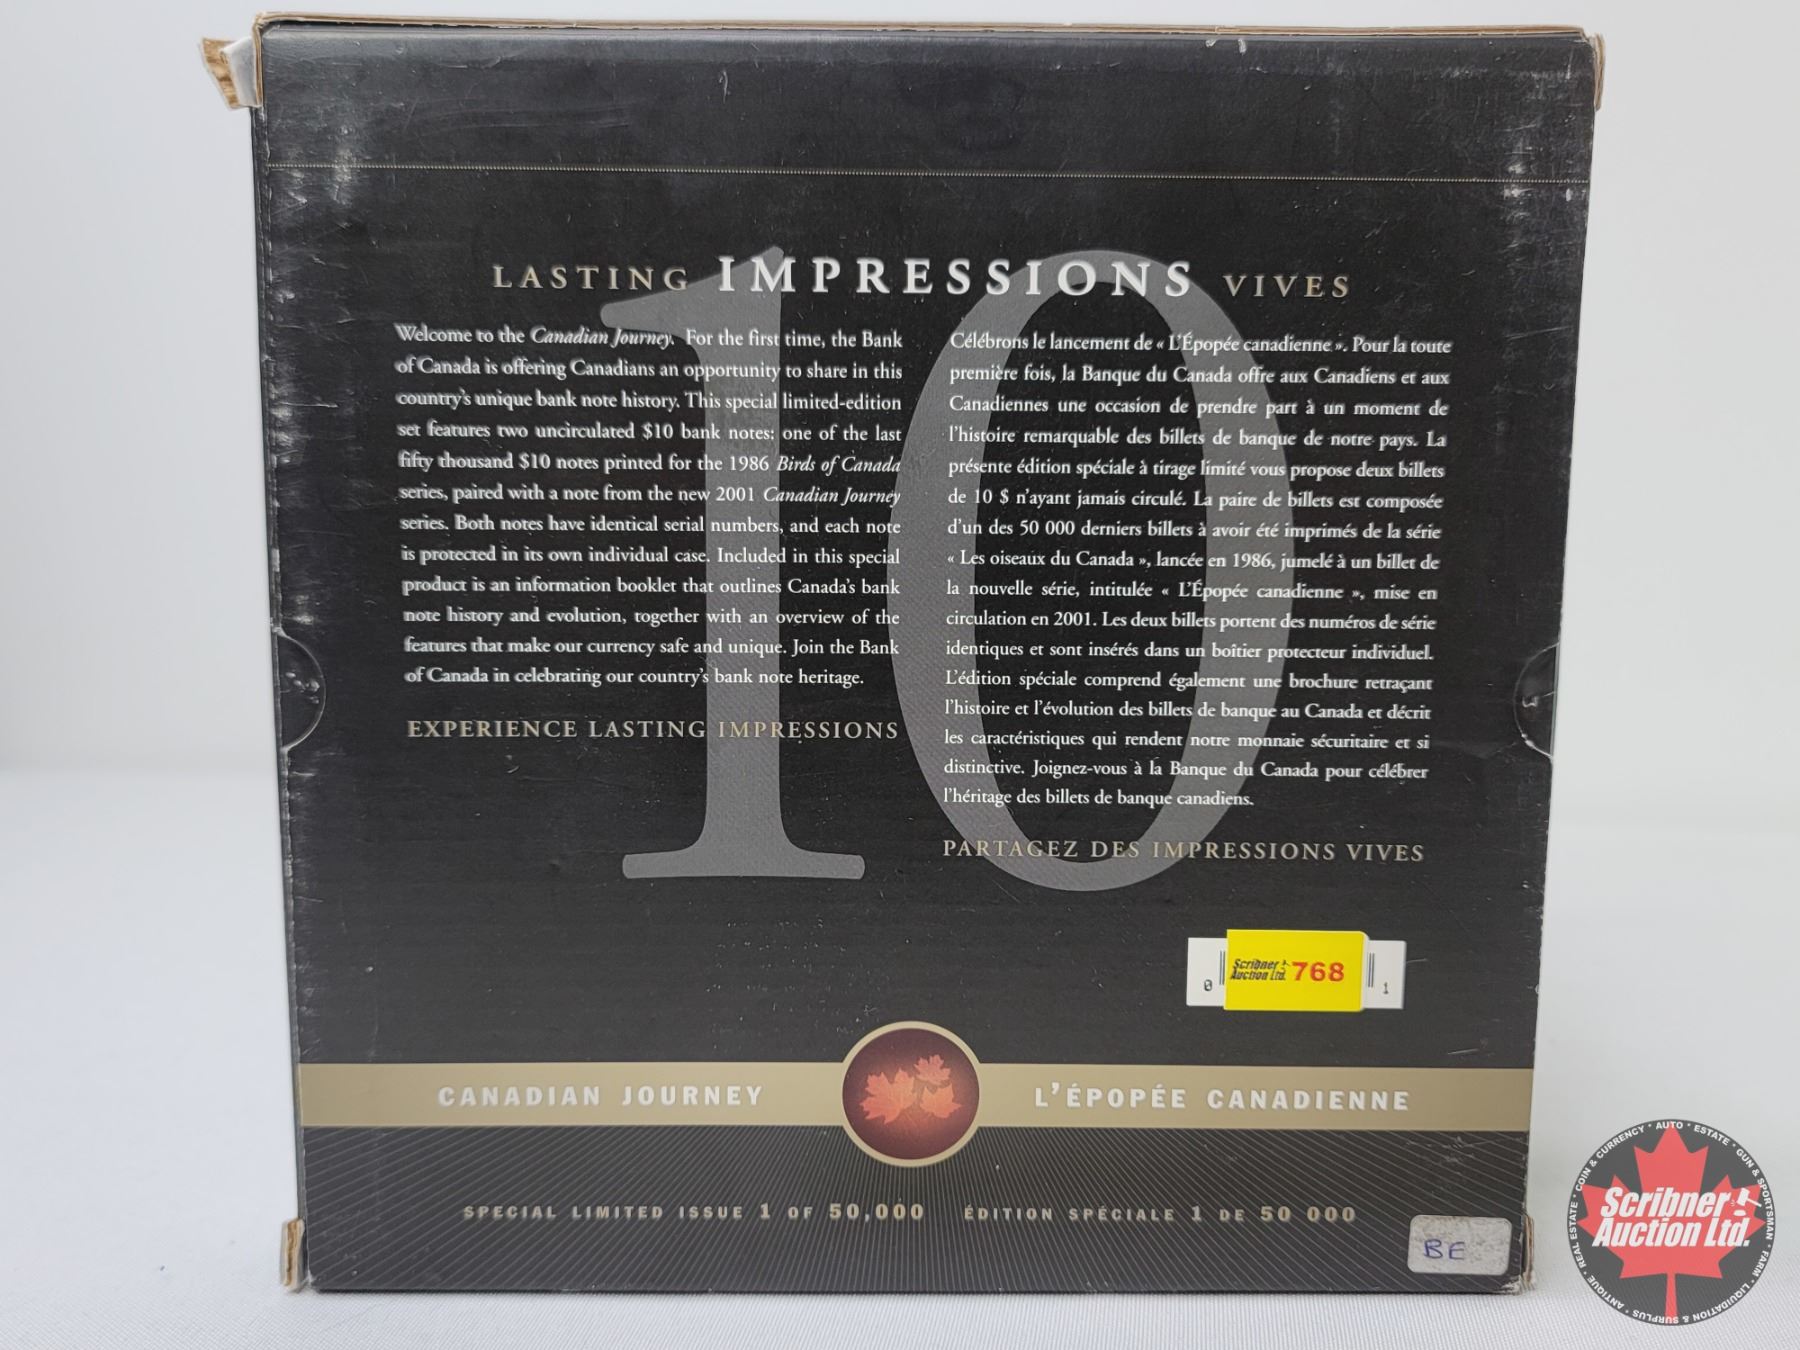 LASTING IMPRESSIONS VIVES
Welcome to the Canadian Journey. For the first time, the Bank
of Canada is offering Canadians an opportunity to share in this
country's unique bank note history. This special limited-edition
set features two uncirculated $10 bank notes: one of the last
fifty thousand $10 notes printed for the 1986 Birds of Canada
series, paired with a note from the new 2001 Canadian Journey
series. Both notes have identical serial numbers, and each note
is protected in its own individual case. Included in this special
product is an information booklet that outlines Canada's bank
note history and evolution, together with an overview of the
features that make our currency safe and unique. Join the Bank
of Canada in celebrating our country's bank note heritage.
EXPERIENCE LASTING IMPRESSIONS
Célébrons le lancement de « L'Épopée canadienne ». Pour la toute
première fois, la Banque du Canada offre aux Canadiens et aux
Canadiennes une occasion de prendre part à un moment de
l'histoire remarquable des billets de banque de notre pays. La
présente édition spéciale à tirage limité vous propose deux billets
de 10 $ n'ayant jamais circulé. La paire de billets est composée
d'un des 50 000 derniers billets à avoir été imprimés de la série
« Les oiseaux du Canada », lancée en 1986, jumelé à un billet de
la nouvelle série, intitulée « L'Épopée canadienne », mise en
circulation en 2001. Les deux billets portent des numéros de série
identiques et sont insérés dans un boîtier protecteur individuel.
L'édition spéciale comprend également une brochure retraçant
l'histoire et l'évolution des billets de banque au Canada et décrit
les caractéristiques qui rendent notre monnaie sécuritaire et si
distinctive. Joignez-vous à la Banque du Canada pour célébrer
l'héritage des billets de banque canadiens.
PARTAGEZ DES IMPRESSIONS VIVES
10
0 Scribner Auction Ltd. 768 1
CANADIAN JOURNEY L'ÉPOPÉE CANADIENNE
SPECIAL LIMITED ISSUE 1 OF 50,000 ÉDITION SPÉCIALE 1 DE 50 000
BE
Scribner
Auction Ltd.
COIN & CURRENCY * AUTO * ESTATE * GUN & SPORTSMAN * FARM * LIQUIDATION & SURPLUS * ANTIQUE * REAL ESTATE *